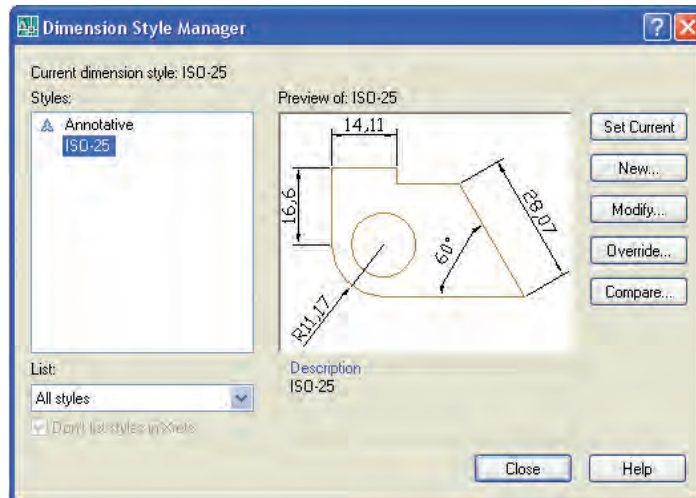 Dimension Style Manager
Current dimension style: ISO-25
Styles:
Annotative
ISO-25
Preview of: ISO-25
14,11
16,6
28,07
60°
R11,17
Set Current
New...
Modify...
Override...
Compare...
List:
All styles
Don't list styles in Xrefs
Description
ISO-25
Close
Help